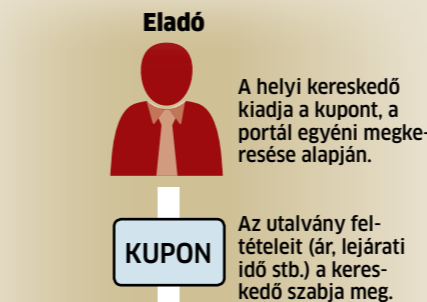 Eladó
A helyi kereskedő
kiadja a kupont, a
portál egyéni megke-
resése alapján.
KUPON
Az utalvány fel-
tételeit (ár, lejárati
idő stb.) a keres-
kedő szabja meg.